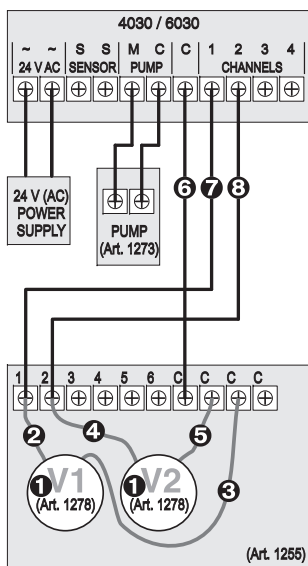 4030 / 6030
~ ~ S S M C C 1 2 3 4
24 V AC SENSOR PUMP CHANNELS
24 V (AC)
POWER
SUPPLY
PUMP
(Art. 1273)
6 7 8
1 2 3 4 5 6 C C C C
2 4 5
1 V1 1 V2
(Art. 1278) (Art. 1278)
3
(Art. 1255)